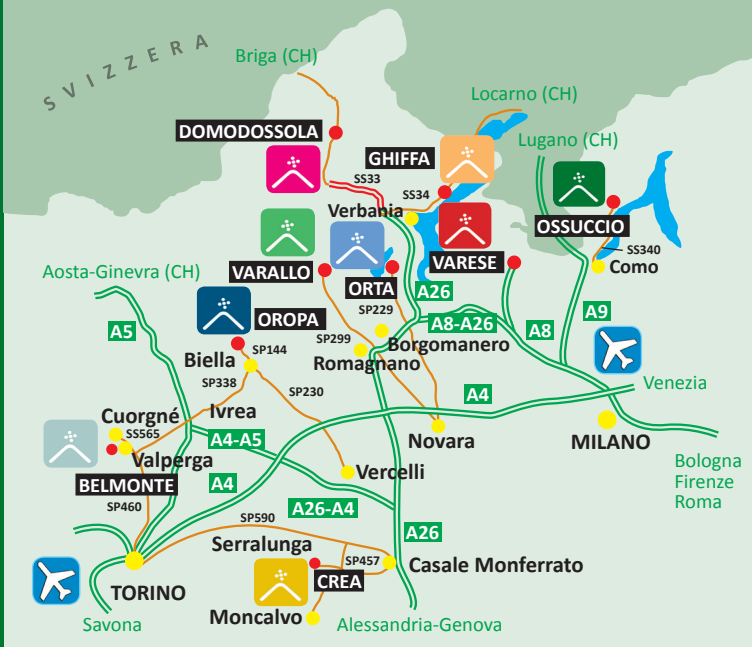 SVIZZERA
Briga (CH)
Locarno (CH)
DOMODOSSOLA
Lugano (CH)
GHIFFA
SS33
SS34
Verbania
OSSUCCIO
SS340
VARALLO
VARESE
Como
Aosta-Ginevra (CH)
ORTA
A26
A5
OROPA
SP229
A8-A26
A8
A9
Biella
SP144
SP299
Borgomanero
Romagnano
SP338
SP230
A4
Venezia
Cuorgné
Ivrea
SS565
A4-A5
Novara
MILANO
Valperga
Vercelli
Bologna
Firenze
Roma
BELMONTE
A4
SP460
A26-A4
SP590
A26
Serralunga
SP457
Casale Monferrato
CREA
TORINO
Moncalvo
Savona
Alessandria-Genova